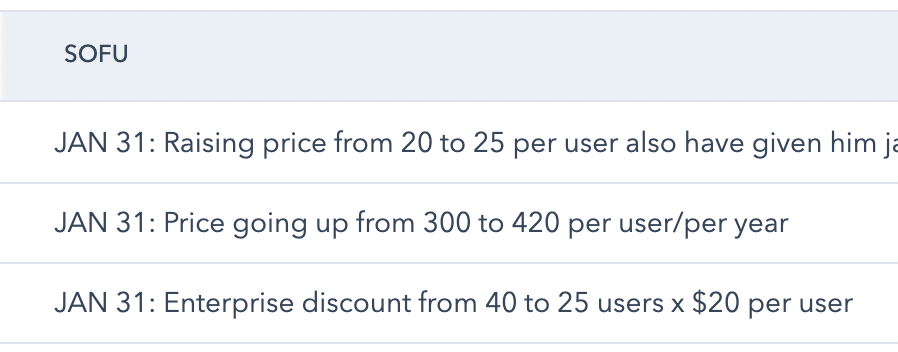 SOFU
JAN 31: Raising price from 20 to 25 per user also have given him
JAN 31: Price going up from 300 to 420 per user/per year
JAN 31: Enterprise discount from 40 to 25 users x $20 per user